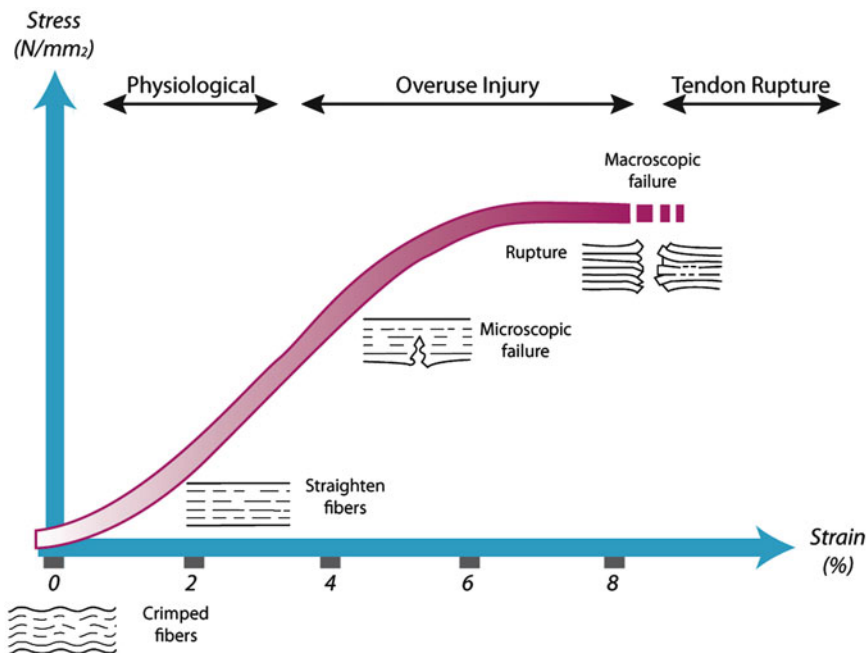 Stress
(N/mm₂)
Physiological
Overuse Injury
Tendon Rupture
Macroscopic
failure
Rupture
Microscopic
failure
Straighten
fibers
Strain
(%)
0
2
4
6
8
Crimped
fibers